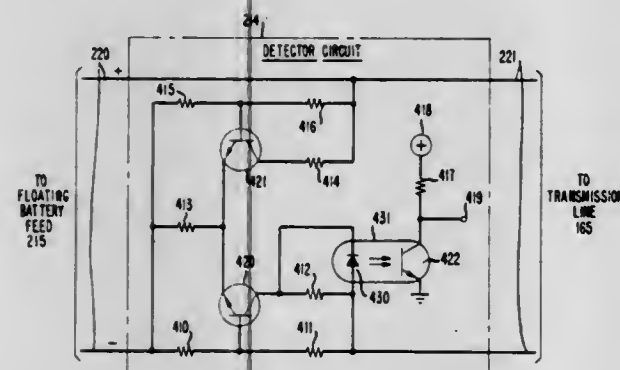 214
DETECTOR CIRCUIT
220
221
+
415
418
416
417
421
414
419
TO
FLOATING
BATTERY
FEED
215
TO
TRANSMISSION
LINE
165
413
431
420
412
422
430
410
411
-